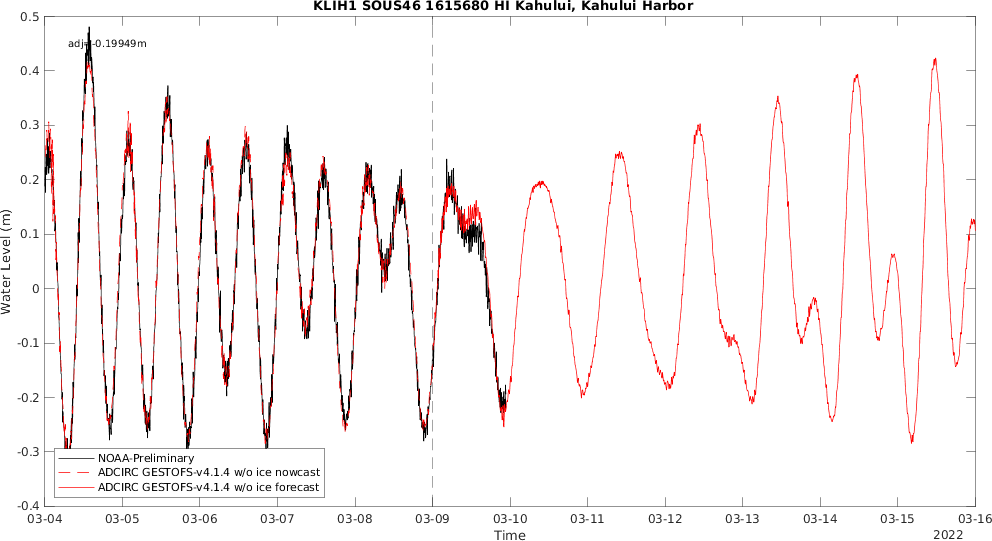 KLIH1 SOUS46 1615680 HI Kahului, Kahului Harbor
0.5
adj=-0.19949m
0.4
0.3
0.2
0.1
0
-0.1
-0.2
-0.3
-0.4
Water Level (m)
NOAA-Preliminary
ADCIRC GESTOFS-v4.1.4 w/o ice nowcast
ADCIRC GESTOFS-v4.1.4 w/o ice forecast
03-04 03-05 03-06 03-07 03-08 03-09 03-10 03-11 03-12 03-13 03-14 03-15 03-16
Time
2022